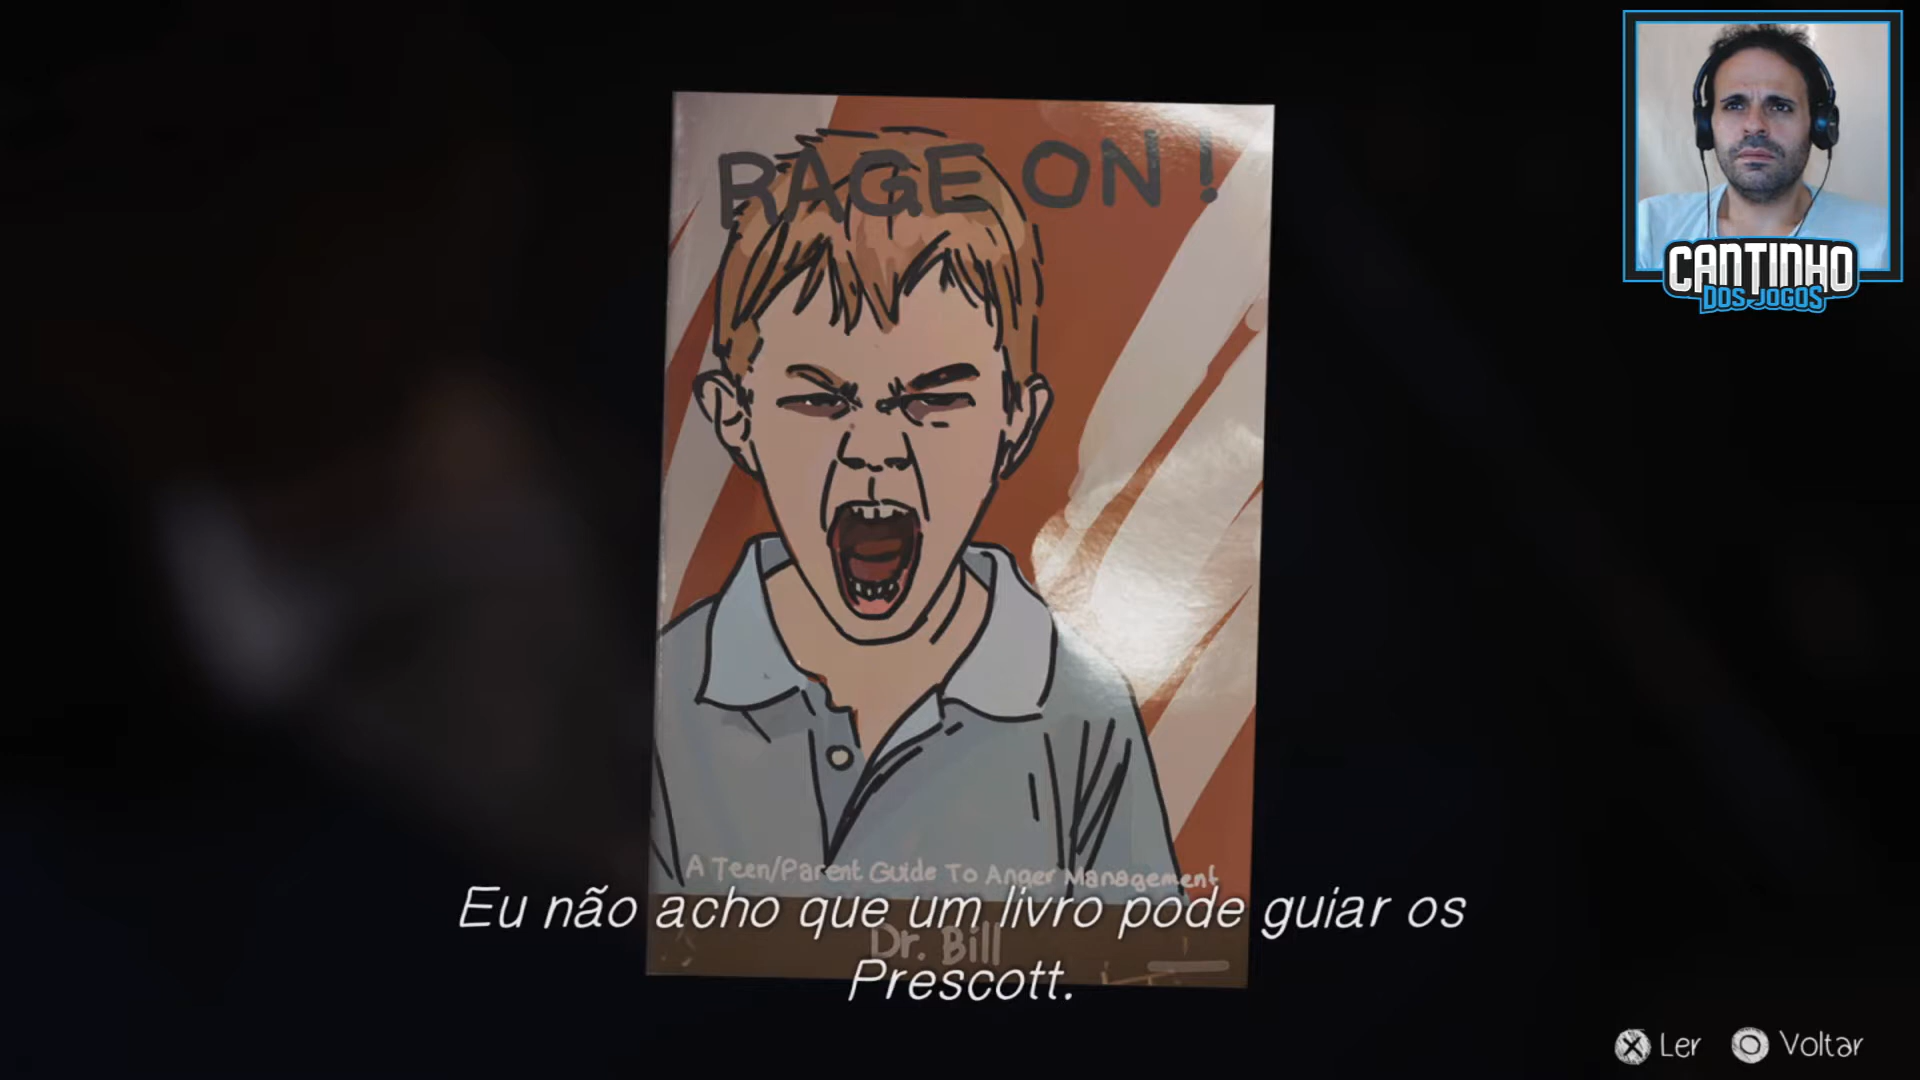 RAGE ON!
CANTINHO
DOS JOGOS
A Teen/Parent Guide To Anger Management
Dr. Bill
Eu não acho que um livro pode guiar os
Prescott.
Ler
Voltar